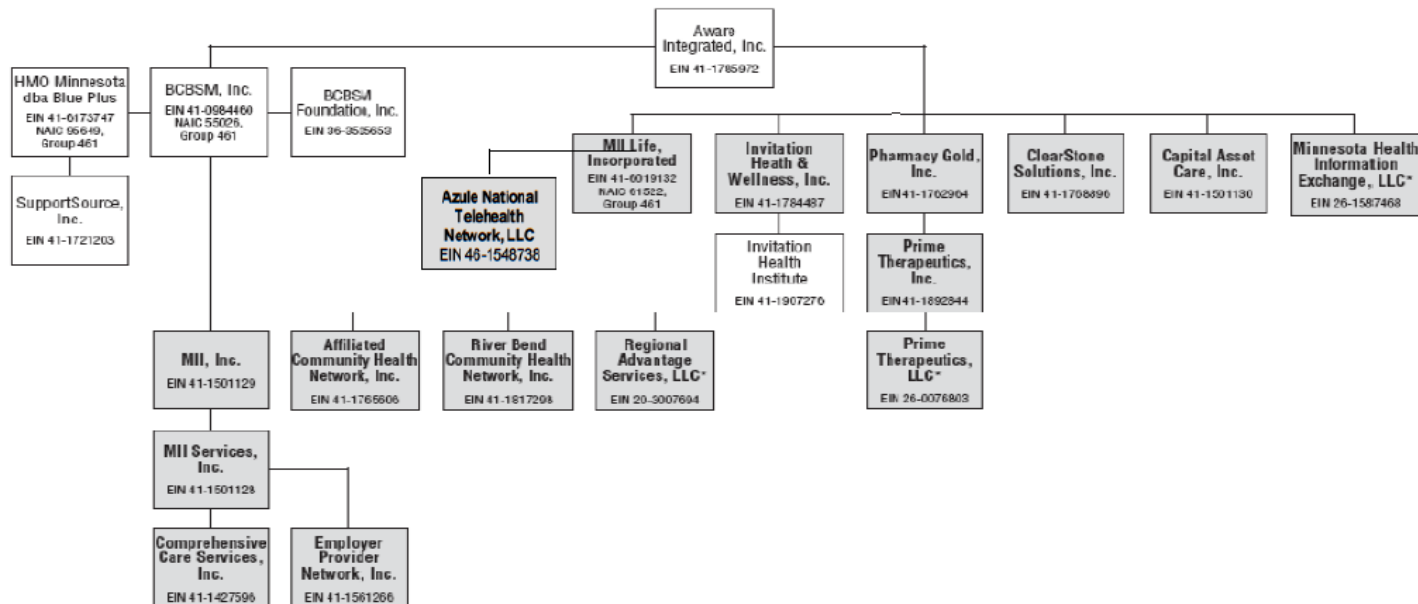 Aware
Integrated, Inc.
EIN 41-1785972
HMO Minnesota
dba Blue Plus
EIN 41-6173747
NAIC 95649,
Group 461
BCBSM, Inc.
EIN 41-0984460
NAIC 55026,
Group 461
BCBSM
Foundation, Inc.
EIN 36-3525653
MII Life,
Incorporated
EIN 41-6019132
NAIC 61522,
Group 461
Invitation
Heath &
Wellness, Inc.
EIN 41-1784487
Pharmacy Gold,
Inc.
EIN 41-1762964
ClearStone
Solutions, Inc.
EIN 41-1768896
Capital Asset
Care, Inc.
EIN 41-1501130
Minnesota Health
Information
Exchange, LLC*
EIN 26-1587468
SupportSource,
Inc.
EIN 41-1721203
Azule National
Telehealth
Network, LLC
EIN 46-1548738
Invitation
Health
Institute
EIN 41-1907276
Prime
Therapeutics,
Inc.
EIN 41-1892844
MII, Inc.
EIN 41-1501129
Affiliated
Community Health
Network, Inc.
EIN 41-1765606
River Bend
Community Health
Network, Inc.
EIN 41-1817298
Regional
Advantage
Services, LLC*
EIN 20-3007694
Prime
Therapeutics,
LLC*
EIN 26-0076803
MII Services,
Inc.
EIN 41-1501128
Comprehensive
Care Services,
Inc.
EIN 41-1427596
Employer
Provider
Network, Inc.
EIN 41-1561266